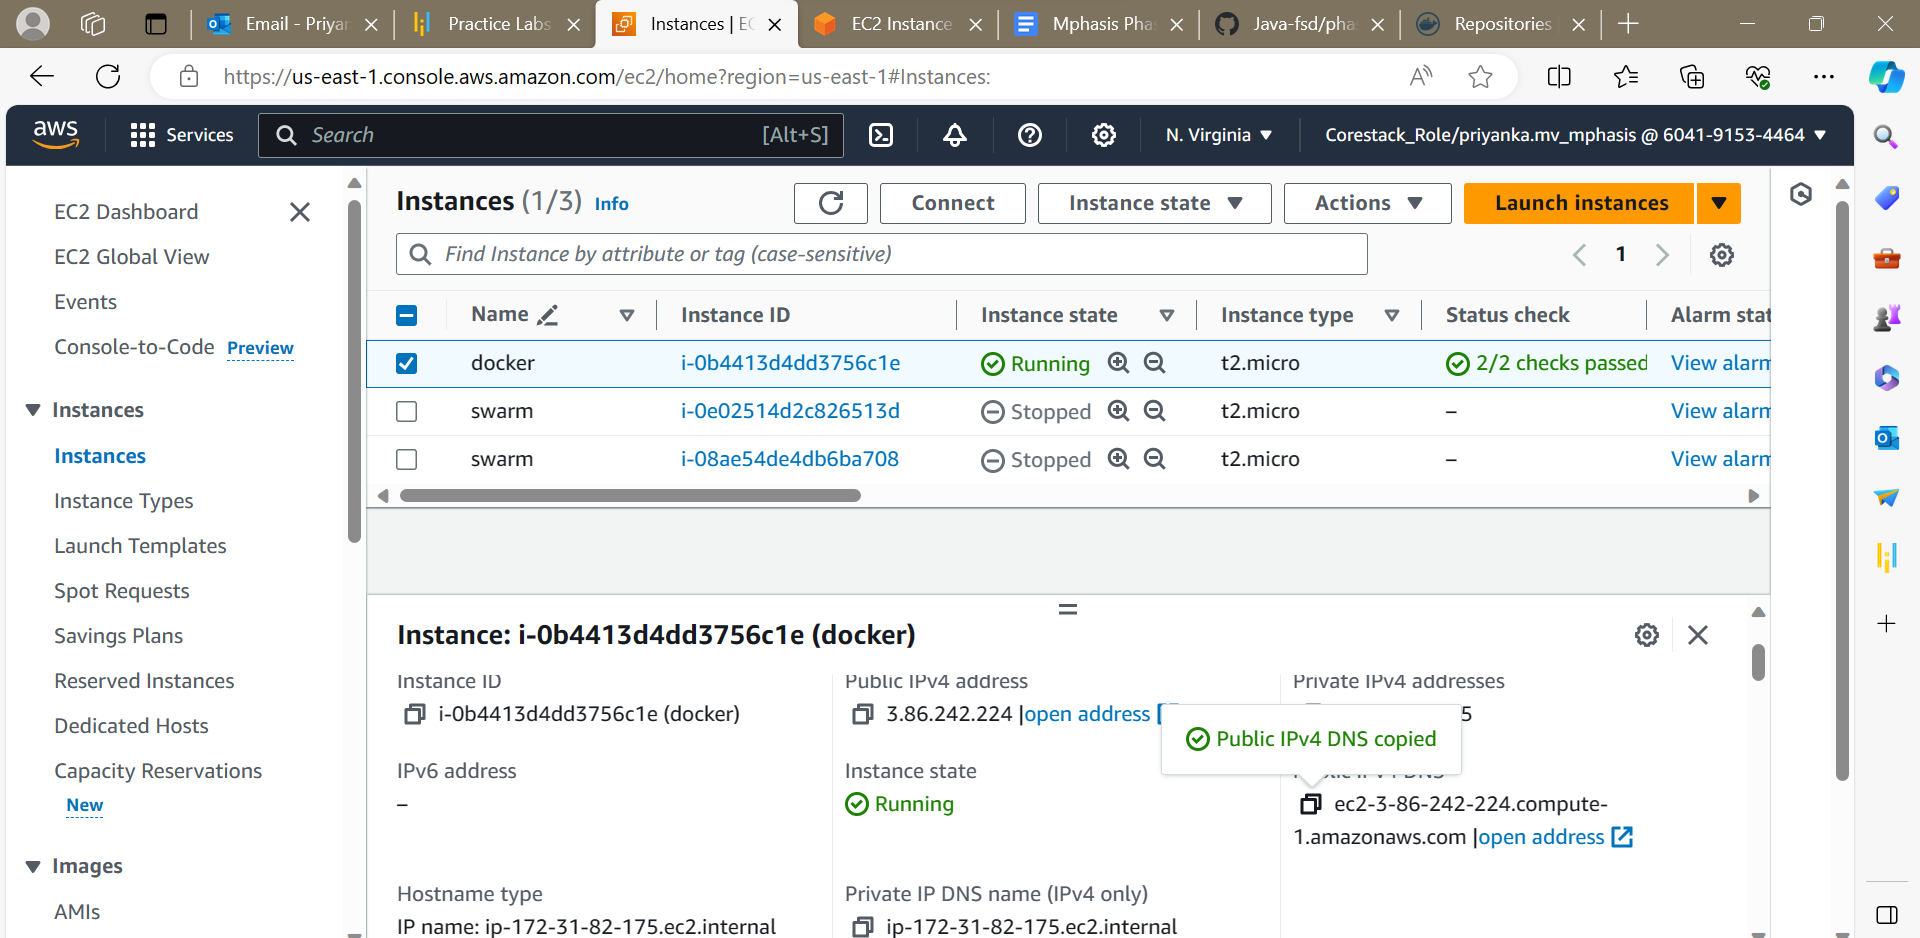 Email - Priyar
Practice Labs
Instances | EC
EC2 Instance
Mphasis Pha
Java-fsd/pha
Repositories
https://us-east-1.console.aws.amazon.com/ec2/home?region=us-east-1#Instances:
aws
Services
Search
[Alt+S]
N. Virginia
Corestack_Role/priyanka.mv_mphasis @ 6041-9153-4464
EC2 Dashboard
EC2 Global View
Events
Console-to-Code Preview
Instances
Instances
Instance Types
Launch Templates
Spot Requests
Savings Plans
Reserved Instances
Dedicated Hosts
Capacity Reservations
New
Images
AMIs
Instances (1/3) Info
Connect
Instance state
Actions
Launch instances
Find Instance by attribute or tag (case-sensitive)
1
Name Instance ID Instance state Instance type Status check Alarm stat
docker i-0b4413d4dd3756c1e Running t2.micro 2/2 checks passed View alarm
swarm i-0e02514d2c826513d Stopped t2.micro – View alarm
swarm i-08ae54de4db6ba708 Stopped t2.micro – View alarm
Instance: i-0b4413d4dd3756c1e (docker)
Instance ID
i-0b4413d4dd3756c1e (docker)
Public IPv4 address
3.86.242.224 |open address
Private IPv4 addresses
5
Public IPv4 DNS copied
IPv6 address
–
Instance state
Running
ec2-3-86-242-224.compute-
1.amazonaws.com |open address
Hostname type
IP name: ip-172-31-82-175.ec2.internal
Private IP DNS name (IPv4 only)
ip-172-31-82-175.ec2.internal